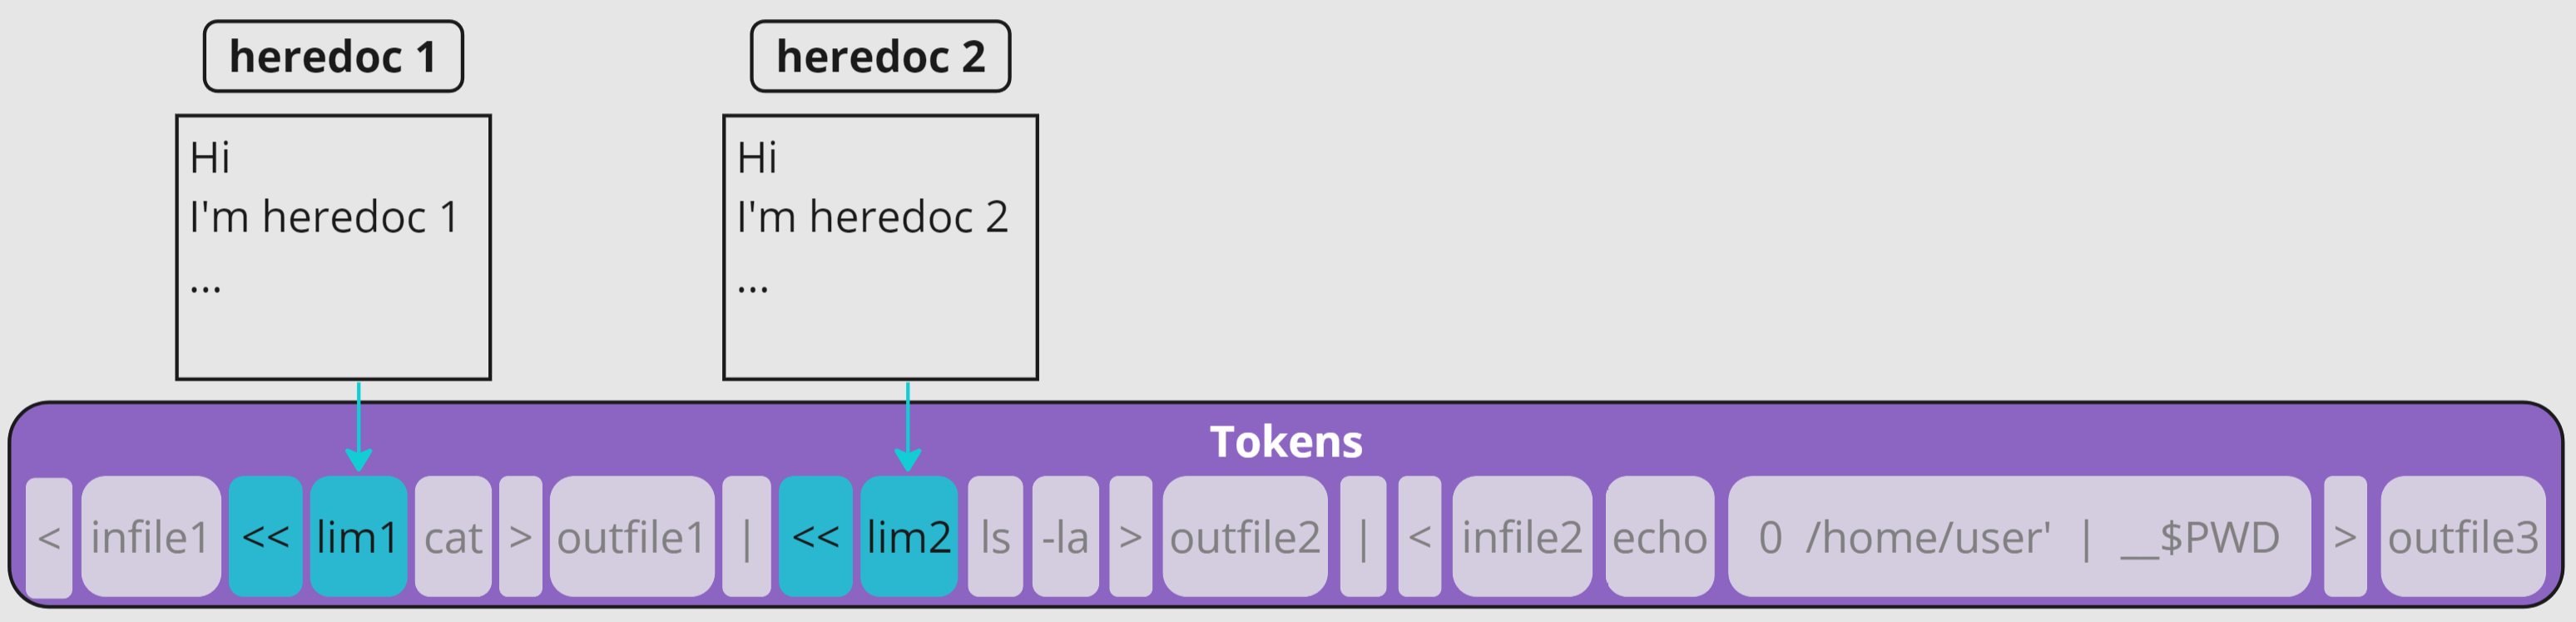 heredoc 1
heredoc 2
Hi
I'm heredoc 1
...
Hi
I'm heredoc 2
...
Tokens
< infile1 << lim1 cat > outfile1 | << lim2 ls -la > outfile2 | < infile2 echo 0 /home/user' | __$PWD > outfile3